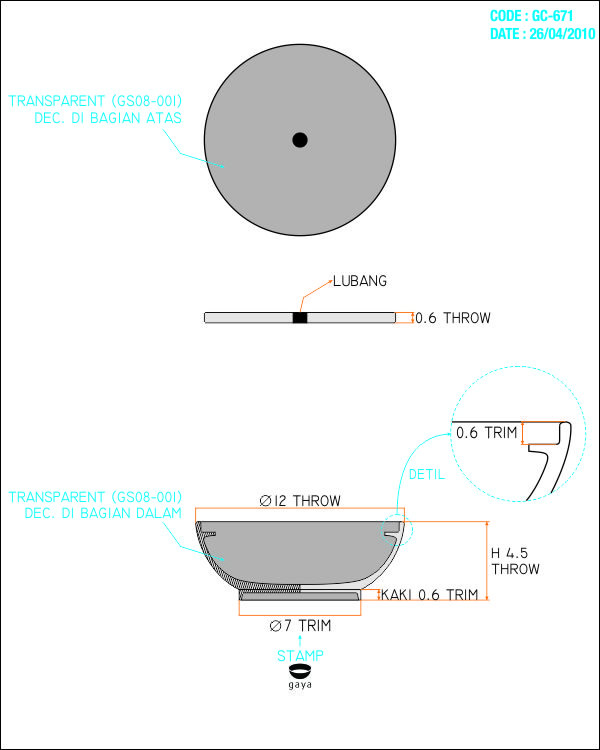 CODE : GC-671
DATE : 26/04/2010
TRANSPARENT (GS08-001)
DEC. DI BAGIAN ATAS
LUBANG
0.6 THROW
0.6 TRIM
DETIL
TRANSPARENT (GS08-001)
DEC. DI BAGIAN DALAM
∅12 THROW
H 4.5
THROW
KAKI 0.6 TRIM
∅7 TRIM
STAMP
gaya